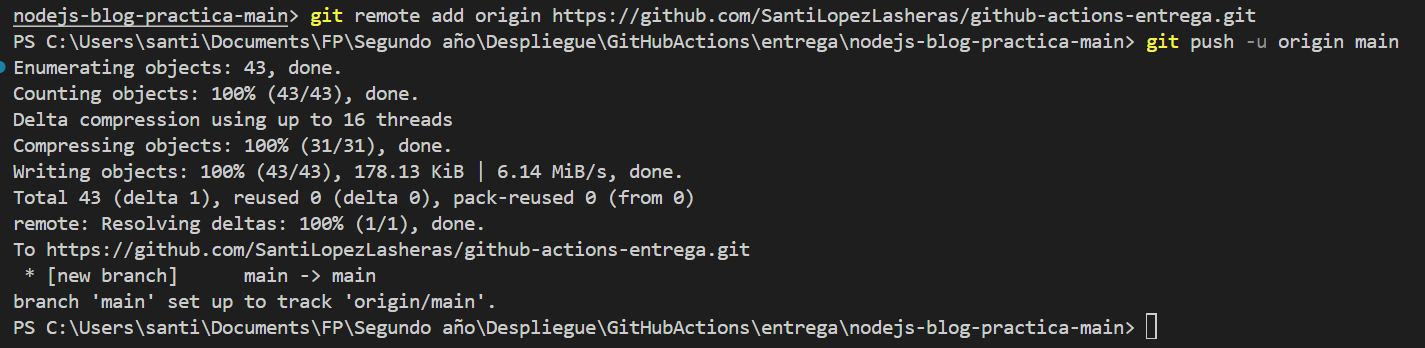 nodejs-blog-practica-main> git remote add origin https://github.com/SantiLopezLasheras/github-actions-entrega.git
PS C:\Users\santi\Documents\FP\Segundo año\Despliegue\GitHubActions\entrega\nodejs-blog-practica-main> git push -u origin main
Enumerating objects: 43, done.
Counting objects: 100% (43/43), done.
Delta compression using up to 16 threads
Compressing objects: 100% (31/31), done.
Writing objects: 100% (43/43), 178.13 KiB | 6.14 MiB/s, done.
Total 43 (delta 1), reused 0 (delta 0), pack-reused 0 (from 0)
remote: Resolving deltas: 100% (1/1), done.
To https://github.com/SantiLopezLasheras/github-actions-entrega.git
 * [new branch]      main -> main
branch 'main' set up to track 'origin/main'.
PS C:\Users\santi\Documents\FP\Segundo año\Despliegue\GitHubActions\entrega\nodejs-blog-practica-main>